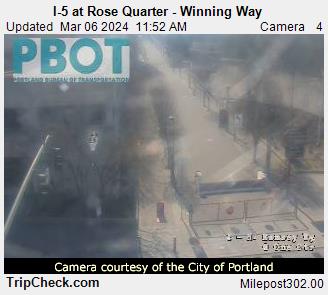 I-5 at Rose Quarter - Winning Way
Updated Mar 06 2024 11:52 AM Camera 4
PBOT
PORTLAND BUREAU OF TRANSPORTATION
Camera courtesy of the City of Portland
TripCheck.com Milepost302.00